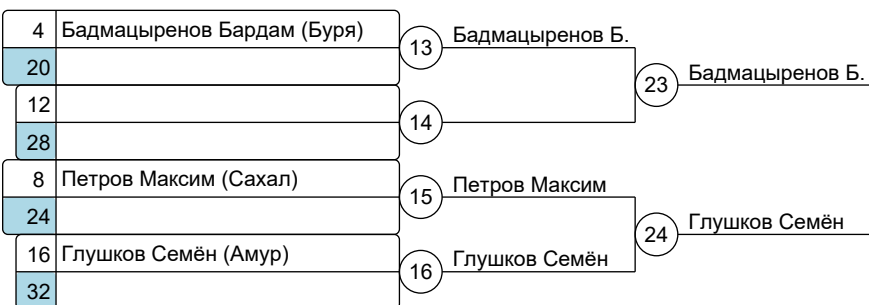 4 Бадмацыренов Бардам (Буря)
20
13 Бадмацыренов Б.
12
28
14
23 Бадмацыренов Б.
8 Петров Максим (Сахал)
24
15 Петров Максим
16 Глушков Семён (Амур)
32
16 Глушков Семён
24 Глушков Семён